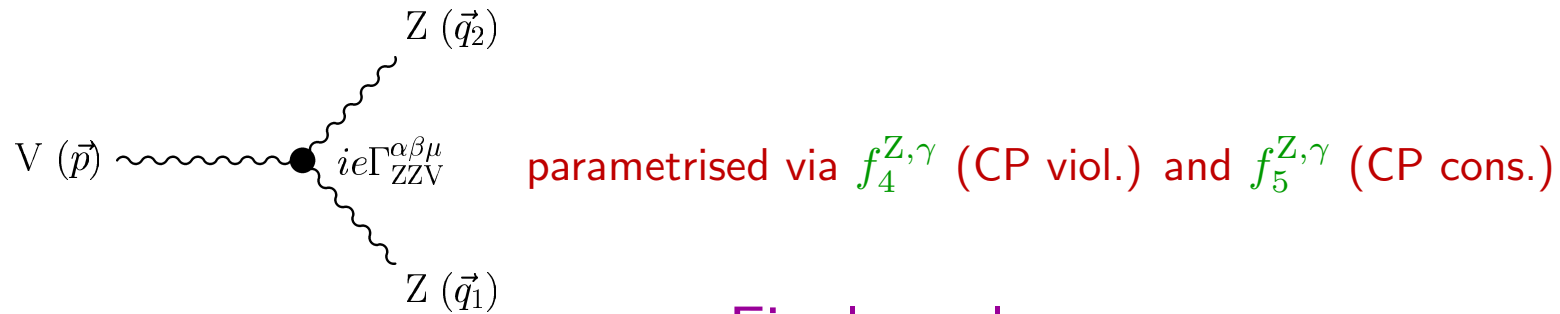 Z (q⃗₂)
V (p⃗) ieΓ^{αβμ}_{ZZV} parametrised via f₄^{Z,γ} (CP viol.) and f₅^{Z,γ} (CP cons.)
Z (q⃗₁)